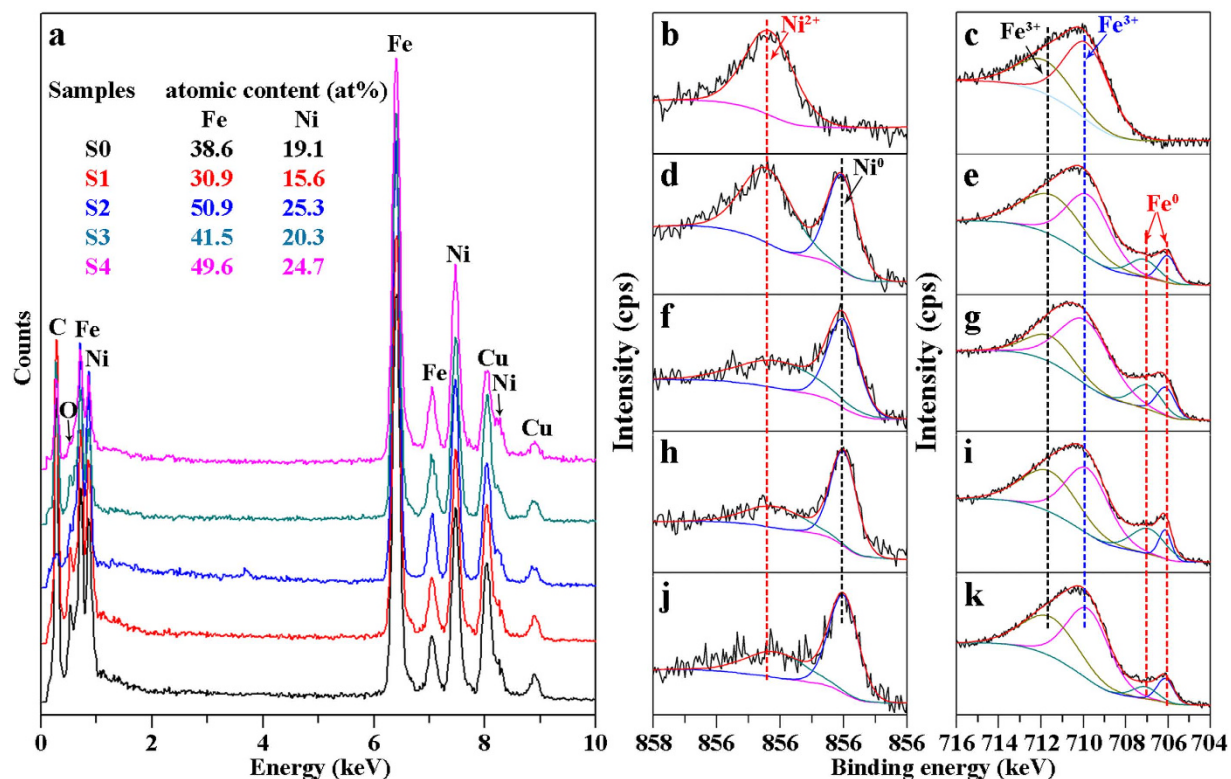 a
Samples atomic content (at%)
Fe Ni
S0 38.6 19.1
S1 30.9 15.6
S2 50.9 25.3
S3 41.5 20.3
S4 49.6 24.7
Fe
Ni
C
O
Fe
Ni
Fe
Cu
Ni
Cu
Counts
0 2 4 6 8 10
Energy (keV)
b
Ni²⁺
d
Ni⁰
f
h
j
Intensity (cps)
858 856 856 856 856
c
Fe³⁺ Fe³⁺
e
Fe⁰
g
i
k
Intensity (cps)
716 714 712 710 708 706 704
Binding energy (keV)